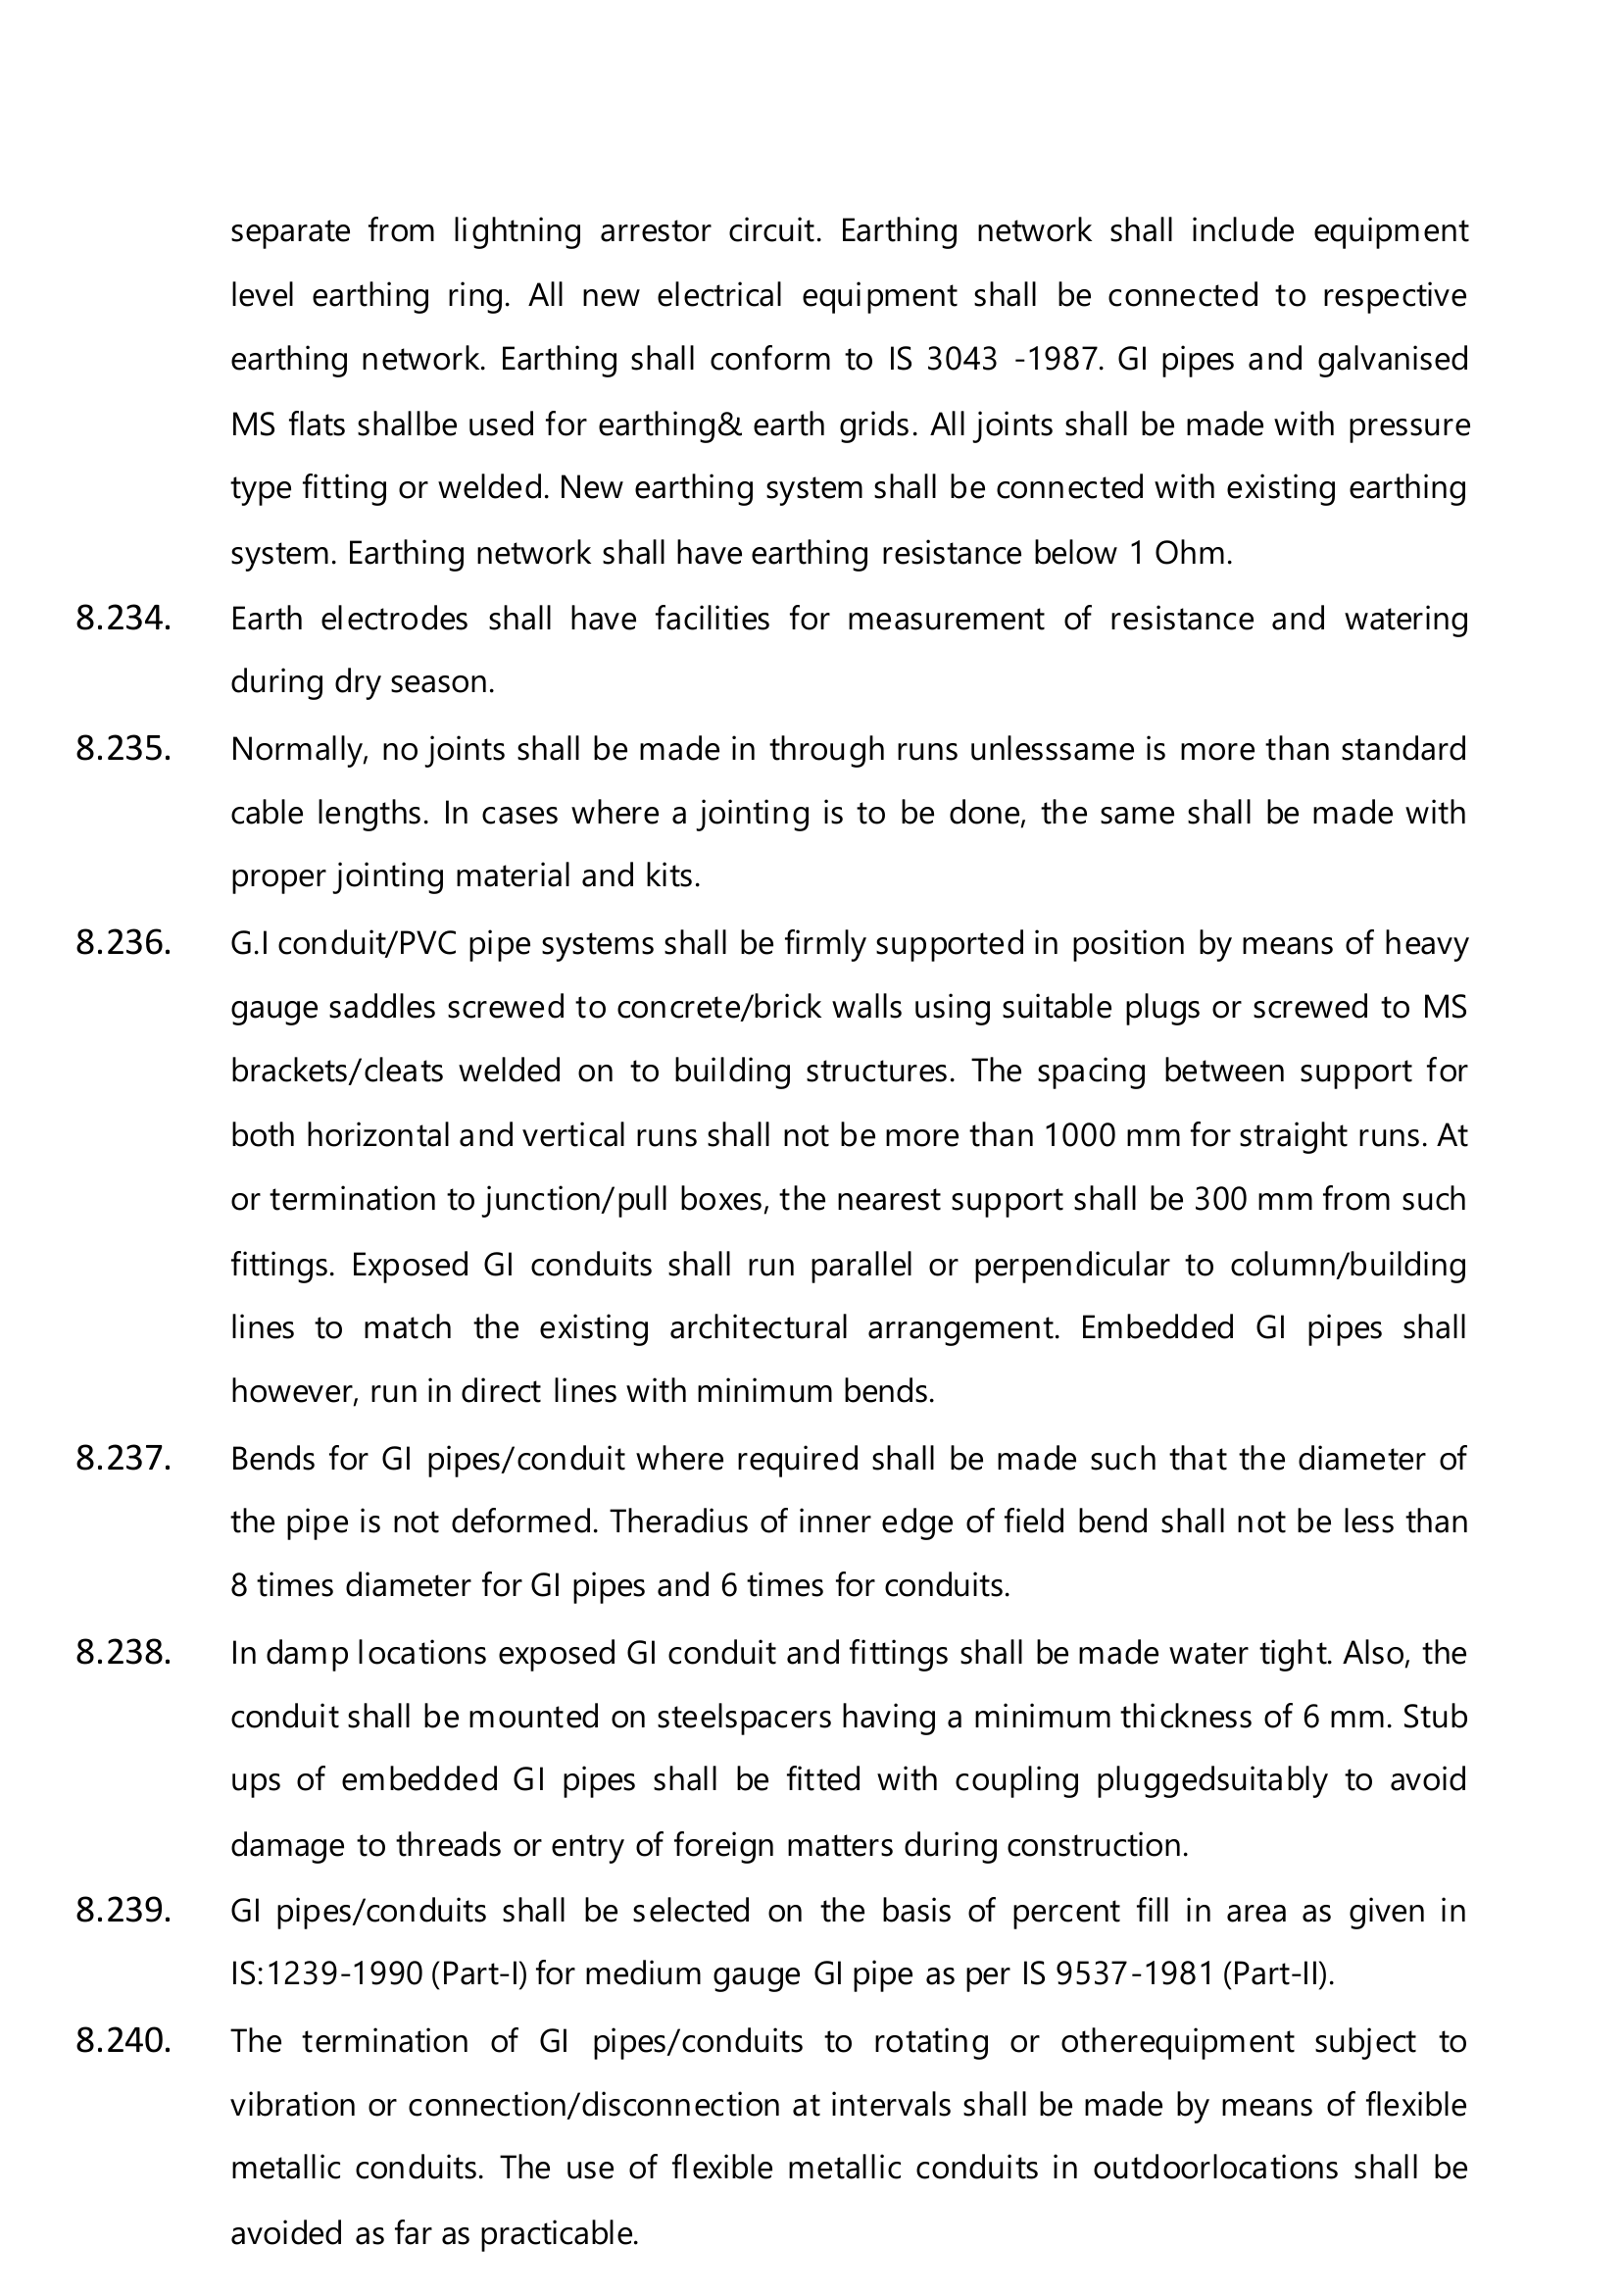 separate from lightning arrestor circuit. Earthing network shall include equipment
level earthing ring. All new electrical equipment shall be connected to respective
earthing network. Earthing shall conform to IS 3043 -1987. GI pipes and galvanised
MS flats shallbe used for earthing& earth grids. All joints shall be made with pressure
type fitting or welded. New earthing system shall be connected with existing earthing
system. Earthing network shall have earthing resistance below 1 Ohm.
8.234. Earth electrodes shall have facilities for measurement of resistance and watering
during dry season.
8.235. Normally, no joints shall be made in through runs unlesssame is more than standard
cable lengths. In cases where a jointing is to be done, the same shall be made with
proper jointing material and kits.
8.236. G.I conduit/PVC pipe systems shall be firmly supported in position by means of heavy
gauge saddles screwed to concrete/brick walls using suitable plugs or screwed to MS
brackets/cleats welded on to building structures. The spacing between support for
both horizontal and vertical runs shall not be more than 1000 mm for straight runs. At
or termination to junction/pull boxes, the nearest support shall be 300 mm from such
fittings. Exposed GI conduits shall run parallel or perpendicular to column/building
lines to match the existing architectural arrangement. Embedded GI pipes shall
however, run in direct lines with minimum bends.
8.237. Bends for GI pipes/conduit where required shall be made such that the diameter of
the pipe is not deformed. Theradius of inner edge of field bend shall not be less than
8 times diameter for GI pipes and 6 times for conduits.
8.238. In damp locations exposed GI conduit and fittings shall be made water tight. Also, the
conduit shall be mounted on steelspacers having a minimum thickness of 6 mm. Stub
ups of embedded GI pipes shall be fitted with coupling pluggedsuitably to avoid
damage to threads or entry of foreign matters during construction.
8.239. GI pipes/conduits shall be selected on the basis of percent fill in area as given in
IS:1239-1990 (Part-I) for medium gauge GI pipe as per IS 9537-1981 (Part-II).
8.240. The termination of GI pipes/conduits to rotating or otherequipment subject to
vibration or connection/disconnection at intervals shall be made by means of flexible
metallic conduits. The use of flexible metallic conduits in outdoorlocations shall be
avoided as far as practicable.